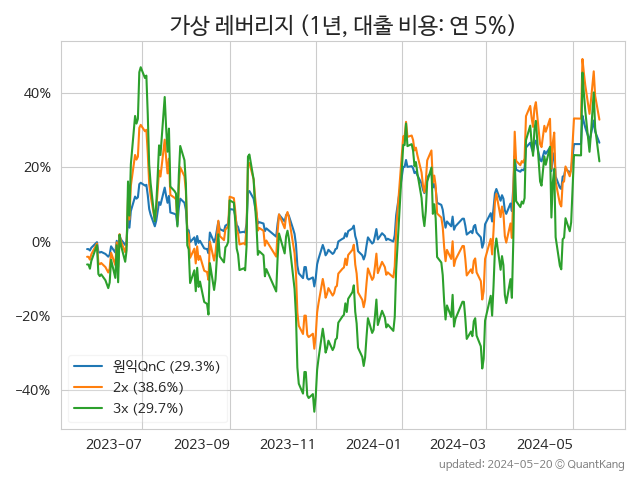 가상 레버리지 (1년, 대출 비용: 연 5%)
40%
20%
0%
−20%
−40%
원익QnC (29.3%)
2x (38.6%)
3x (29.7%)
2023-07 2023-09 2023-11 2024-01 2024-03 2024-05
updated: 2024-05-20 © QuantKang